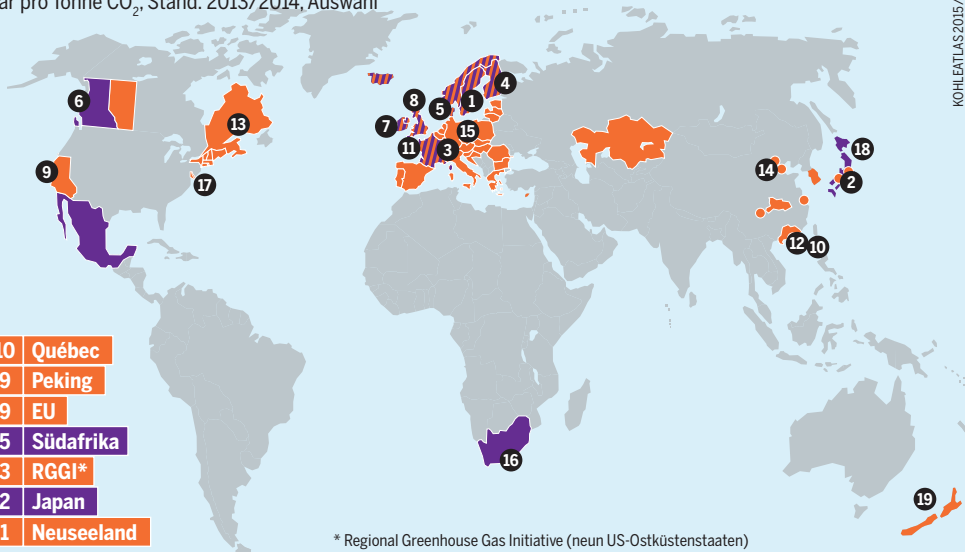 ar pro Tonne CO₂, Stand: 2013/2014, Auswahl
KOHLEATLAS 2015/
6
13
9
17
8
5
1
4
7
15
11
3
14
18
2
12
10
16
19
10 Québec
9 Peking
9 EU
5 Südafrika
3 RGGI*
2 Japan
1 Neuseeland
* Regional Greenhouse Gas Initiative (neun US-Ostküstenstaaten)